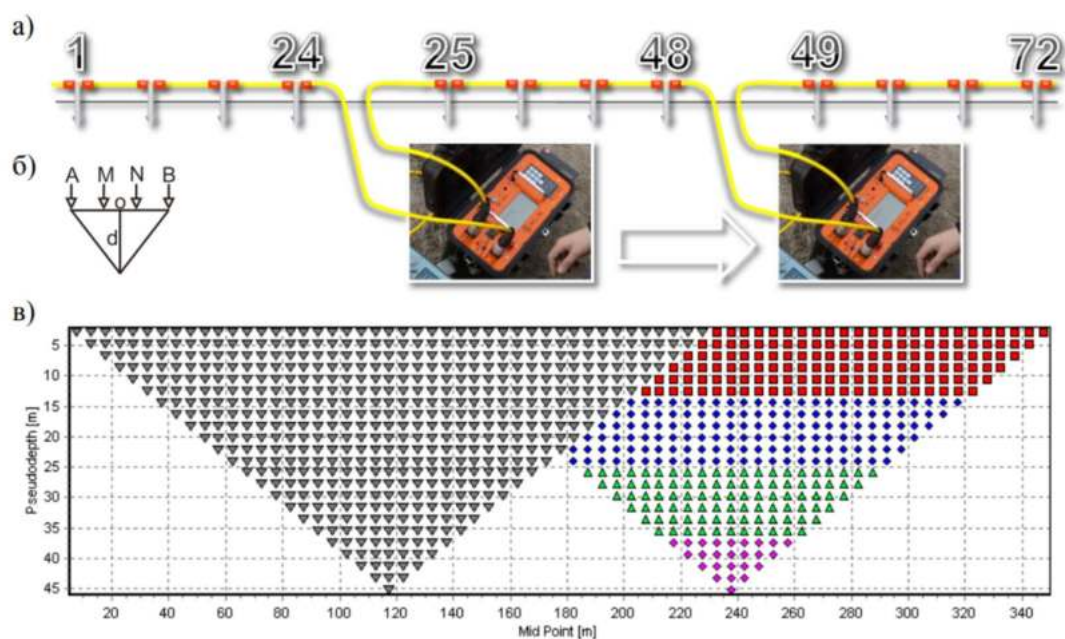 а)
1 24 25 48 49 72
б)
A M N B
o
d
в)
5
10
15
20
25
30
35
40
45
Pseudodepth [m]
20 40 60 80 100 120 140 160 180 200 220 240 260 280 300 320 340
Mid Point [m]